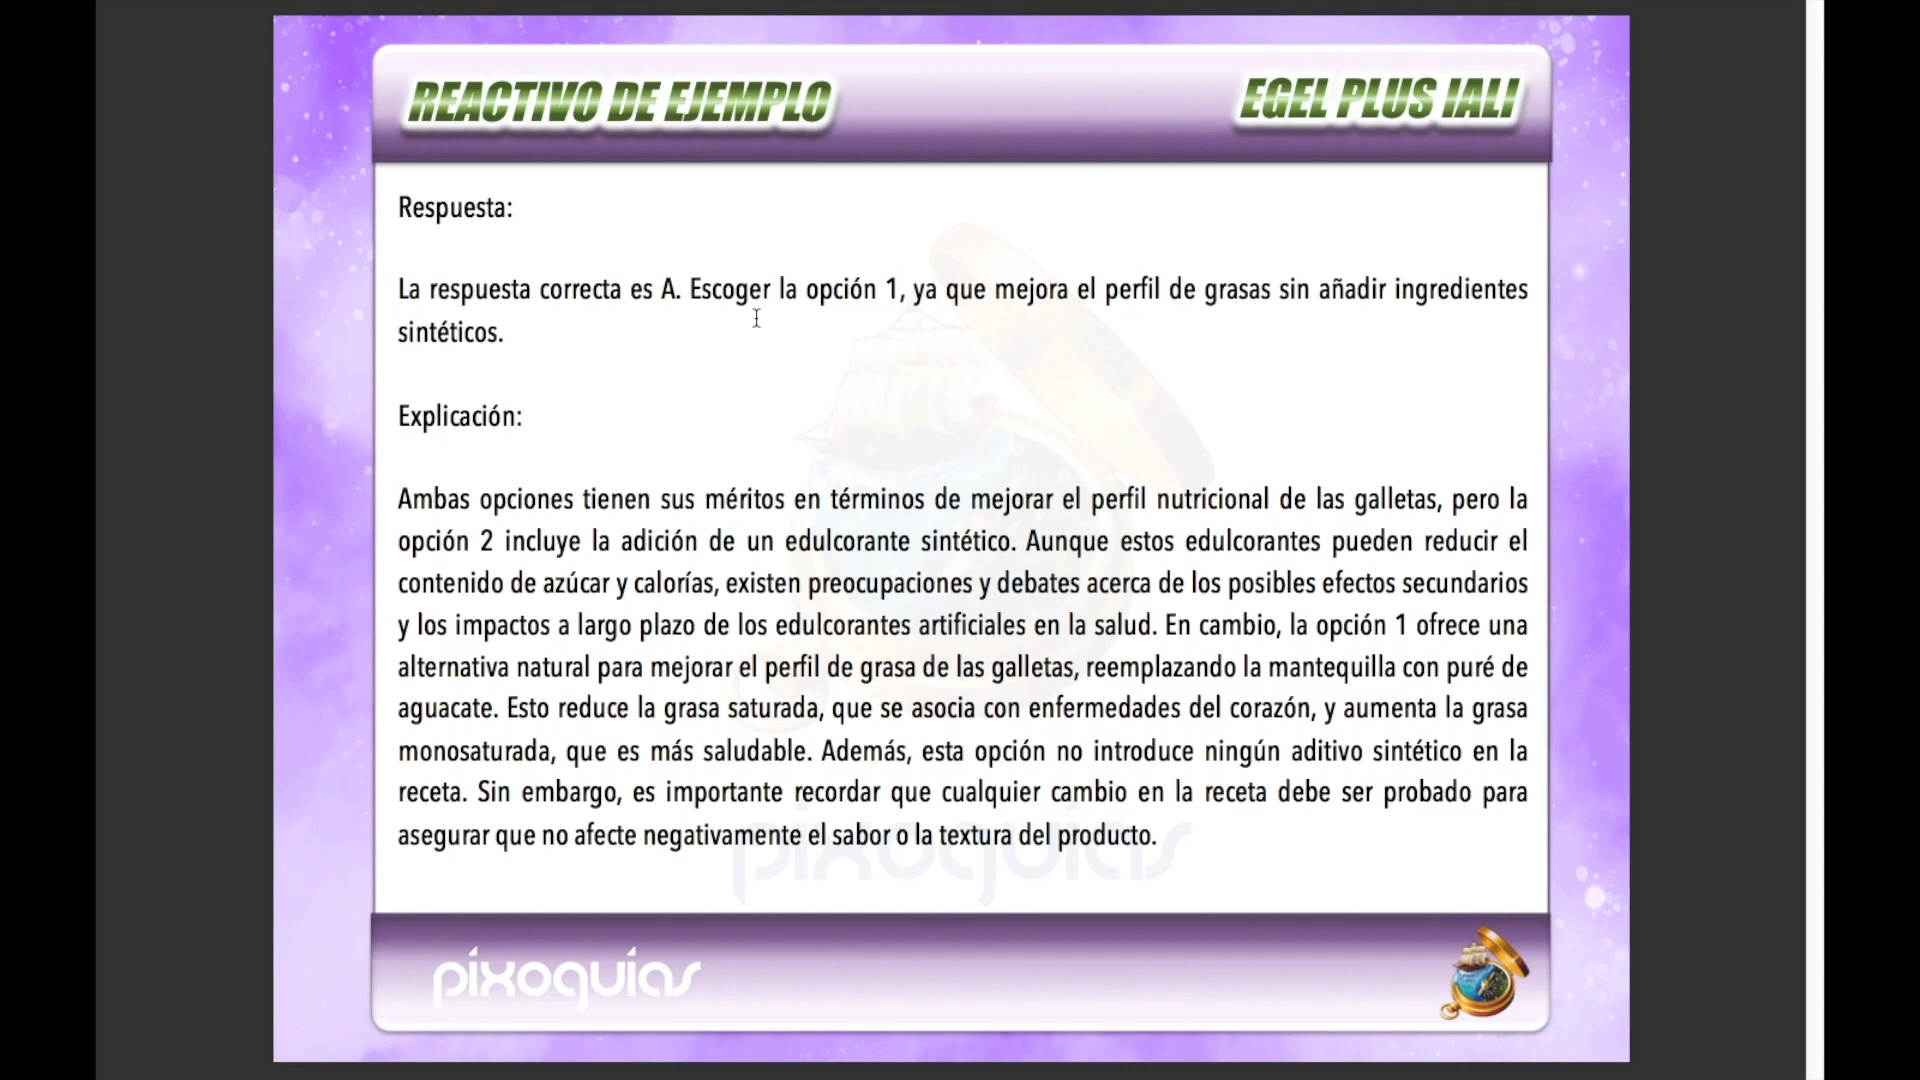 REACTIVO DE EJEMPLO
EGEL PLUS IALI
Respuesta:
La respuesta correcta es A. Escoger la opción 1, ya que mejora el perfil de grasas sin añadir ingredientes
sintéticos.
Explicación:
Ambas opciones tienen sus méritos en términos de mejorar el perfil nutricional de las galletas, pero la
opción 2 incluye la adición de un edulcorante sintético. Aunque estos edulcorantes pueden reducir el
contenido de azúcar y calorías, existen preocupaciones y debates acerca de los posibles efectos secundarios
y los impactos a largo plazo de los edulcorantes artificiales en la salud. En cambio, la opción 1 ofrece una
alternativa natural para mejorar el perfil de grasa de las galletas, reemplazando la mantequilla con puré de
aguacate. Esto reduce la grasa saturada, que se asocia con enfermedades del corazón, y aumenta la grasa
monosaturada, que es más saludable. Además, esta opción no introduce ningún aditivo sintético en la
receta. Sin embargo, es importante recordar que cualquier cambio en la receta debe ser probado para
asegurar que no afecte negativamente el sabor o la textura del producto.
pixoguías
pixoguías